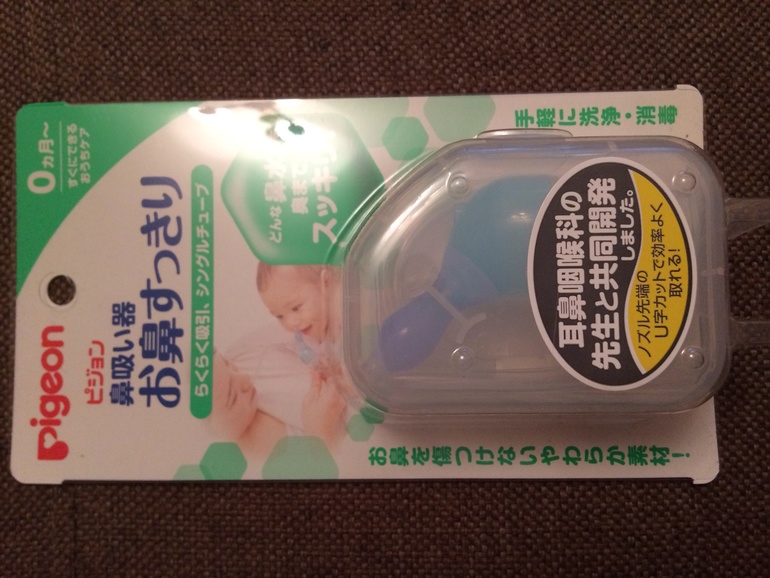 0ヵ月～
すぐにできる
おうちケア
Pigeon
ピジョン
鼻吸い器
お鼻すっきり
らくらく吸引、シングルチューブ
どんな鼻水
奥まで
スッキリ
手軽に洗浄・消毒
耳鼻咽喉科の
先生と共同開発
しました。
ノズル先端の
U字カットで効率よく
取れる!
お鼻を傷つけないやわらか素材!